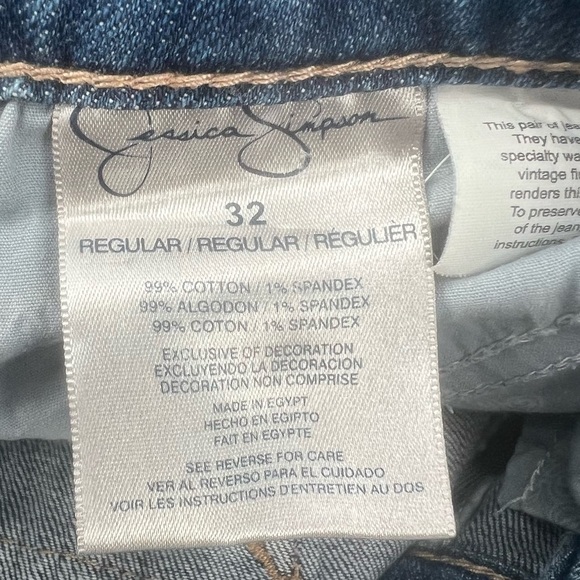 Jessica Simpson
32
REGULAR / REGULAR / RÉGULIÈR
99% COTTON / 1% SPANDEX
99% ALGODON / 1% SPANDEX
99% COTON / 1% SPANDEX
EXCLUSIVE OF DECORATION
EXCLUYENDO LA DECORACIÓN
DECORATION NON COMPRISE
MADE IN EGYPT
HECHO EN EGIPTO
FAIT EN EGYPTE
SEE REVERSE FOR CARE
VER AL REVERSO PARA EL CUIDADO
VOIR LES INSTRUCTIONS D'ENTRETIEN AU DOS
This pair of jea
They have
specialty wa
vintage fi
renders thi
To preserv
of the jean
instructions